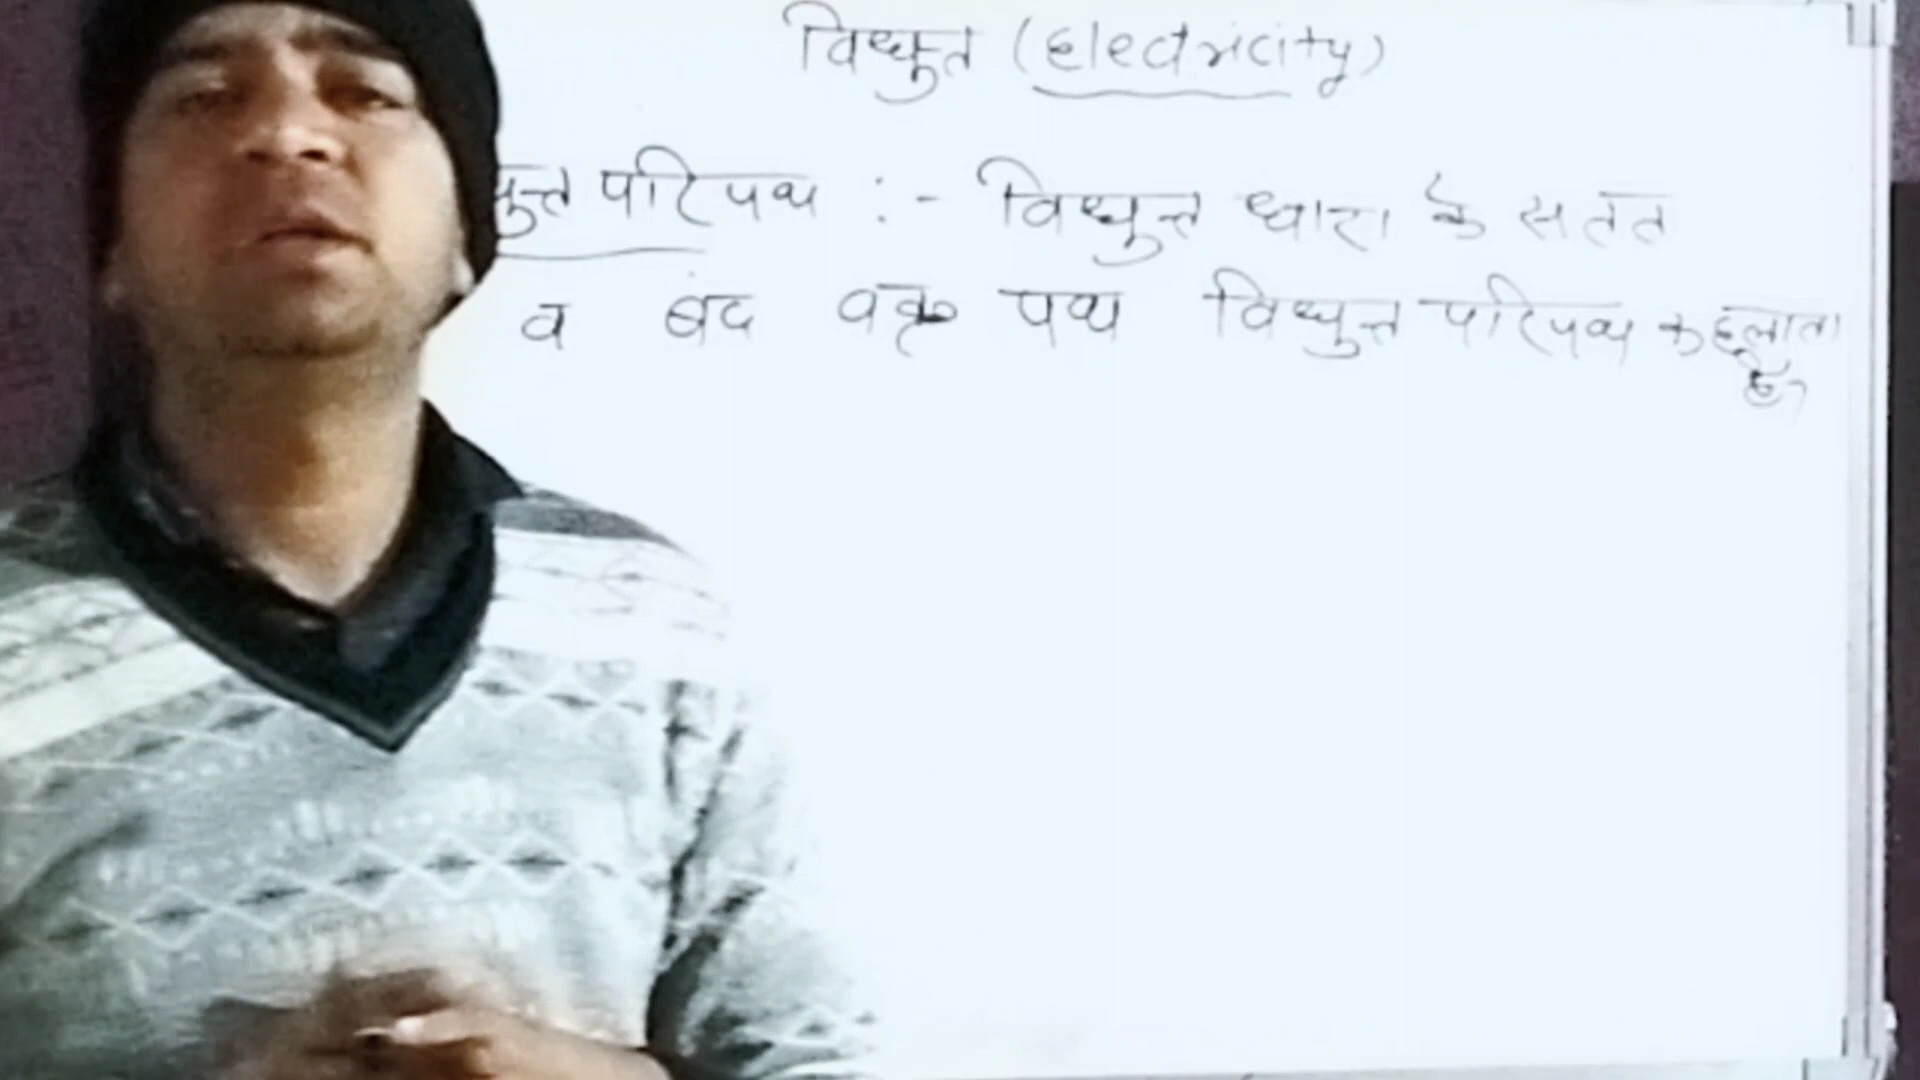 विध्युत (Electricity)
युत्त परिपथ :- विध्युत्त धारा के सतत
व बंद वक्र पथ विध्युत्त परिपथ कहलाता
है